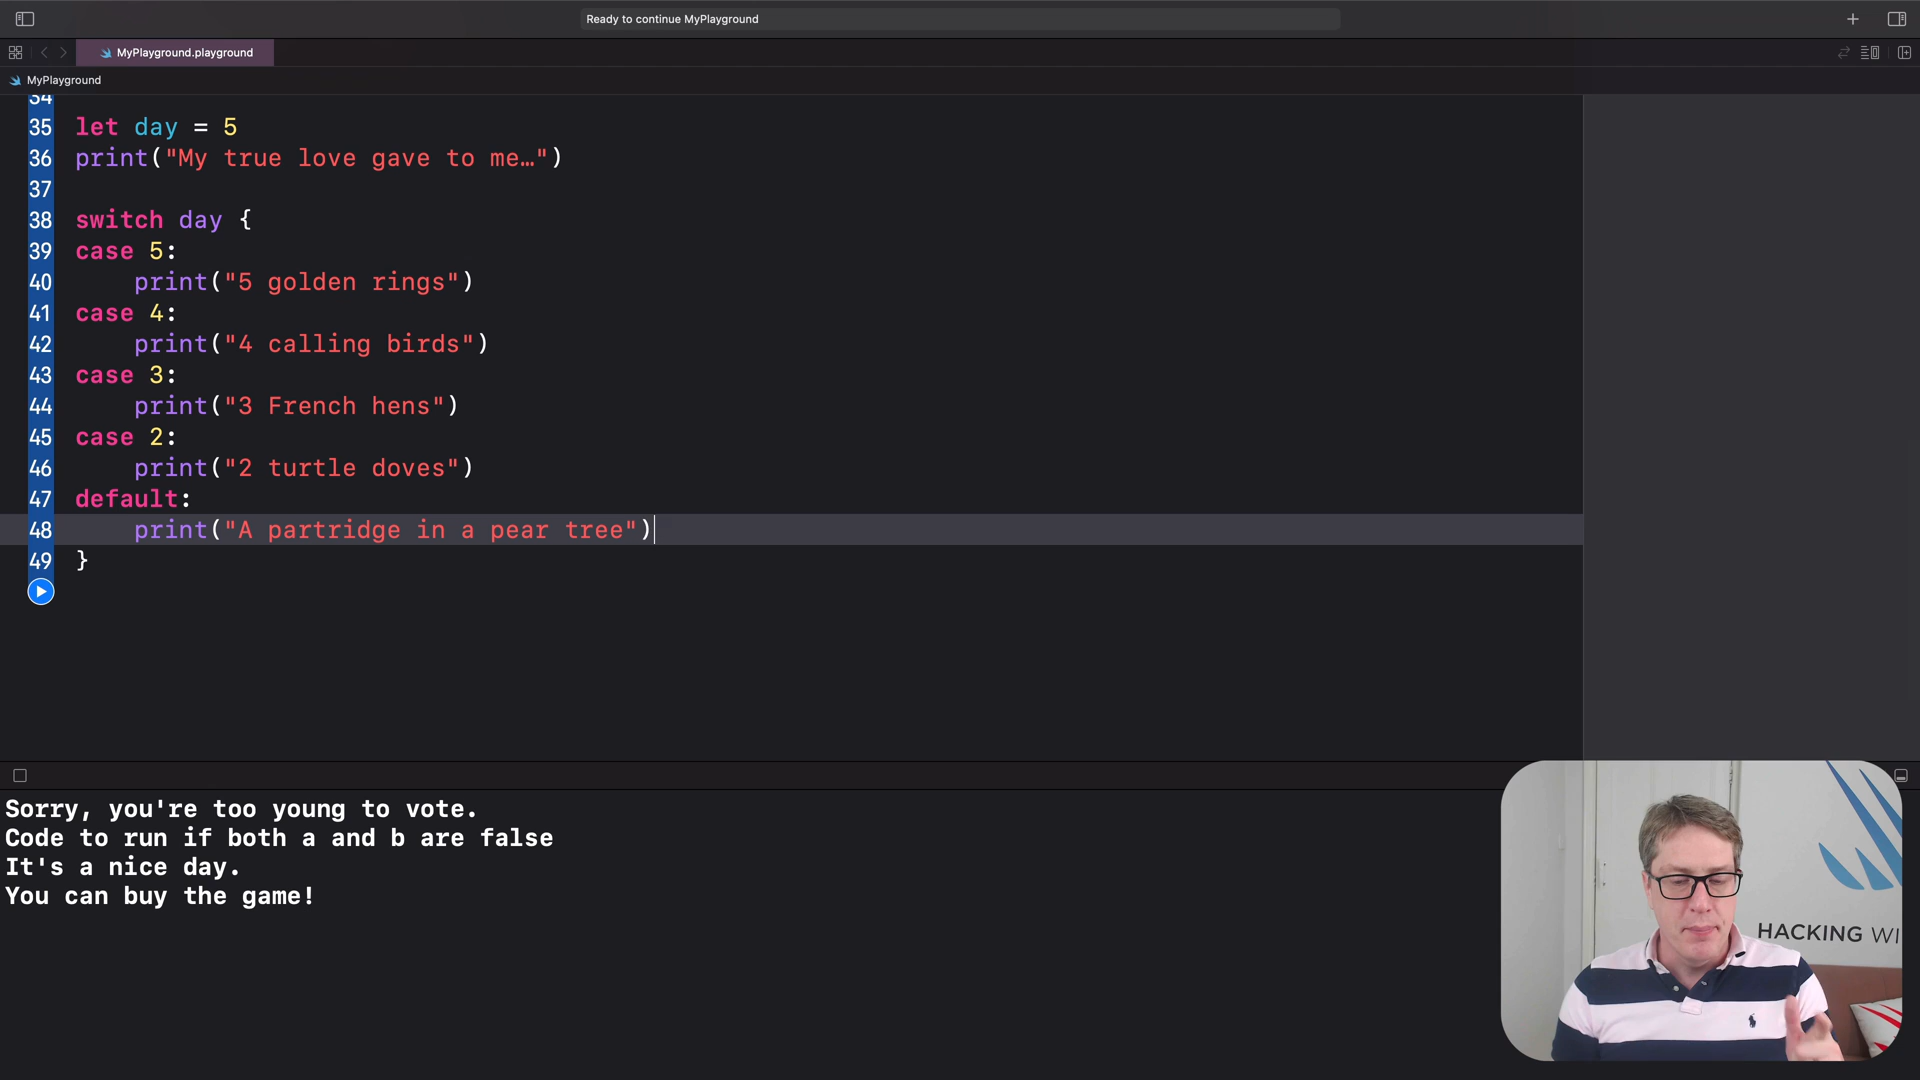 Ready to continue MyPlayground
MyPlayground.playground
MyPlayground
34
35 let day = 5
36 print("My true love gave to me…")
37
38 switch day {
39 case 5:
40 print("5 golden rings")
41 case 4:
42 print("4 calling birds")
43 case 3:
44 print("3 French hens")
45 case 2:
46 print("2 turtle doves")
47 default:
48 print("A partridge in a pear tree")
49 }
Sorry, you're too young to vote.
Code to run if both a and b are false
It's a nice day.
You can buy the game!
HACKING WI